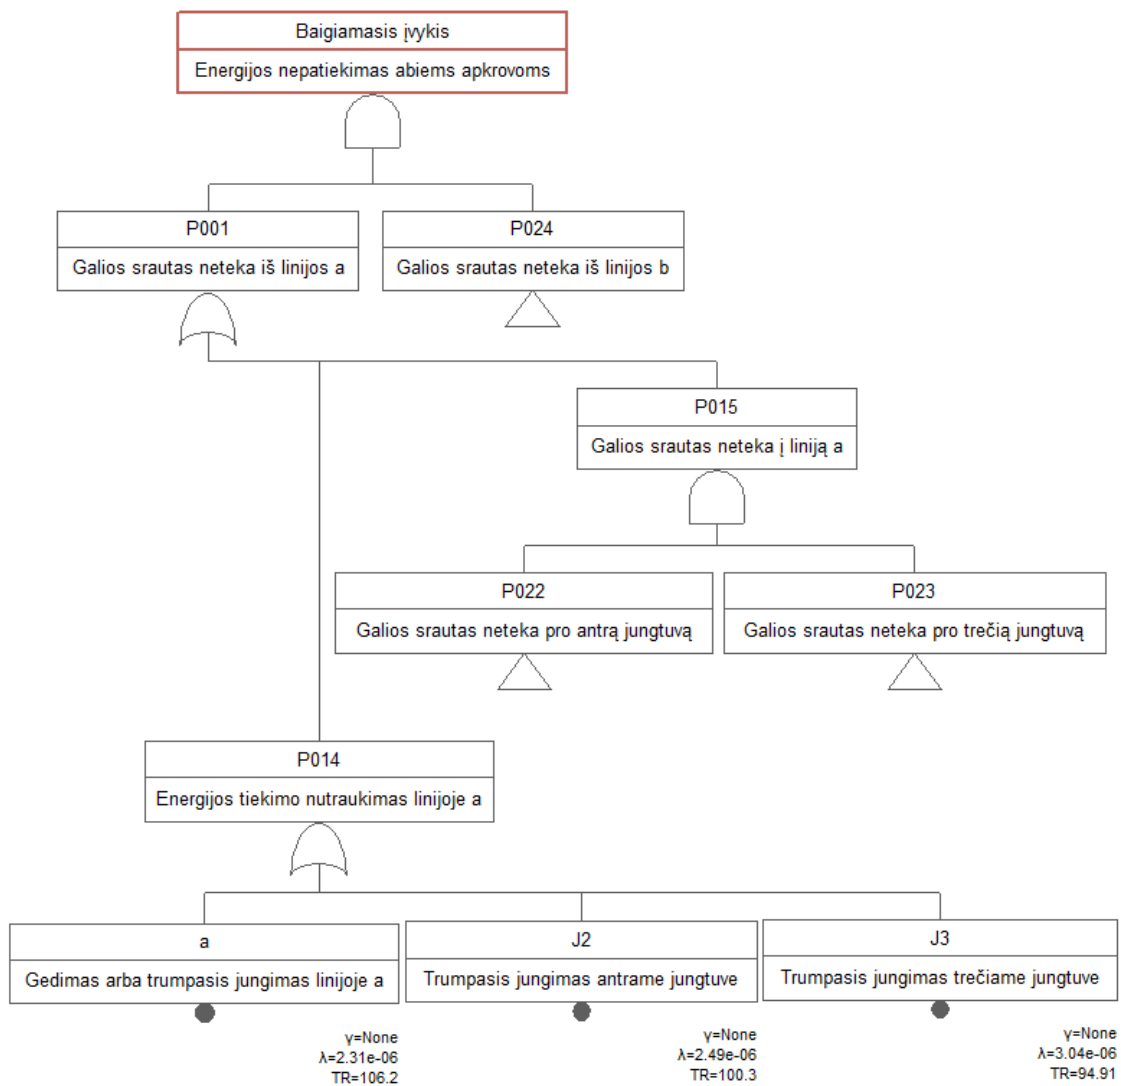 Baigiamasis įvykis
Energijos nepatiekimas abiems apkrovoms
P001
Galios srautas neteka iš linijos a
P024
Galios srautas neteka iš linijos b
P015
Galios srautas neteka į liniją a
P022
Galios srautas neteka pro antrą jungtuvą
P023
Galios srautas neteka pro trečią jungtuvą
P014
Energijos tiekimo nutraukimas linijoje a
a
Gedimas arba trumpasis jungimas linijoje a
γ=None
λ=2.31e-06
TR=106.2
J2
Trumpasis jungimas antrame jungtuve
γ=None
λ=2.49e-06
TR=100.3
J3
Trumpasis jungimas trečiame jungtuve
γ=None
λ=3.04e-06
TR=94.91